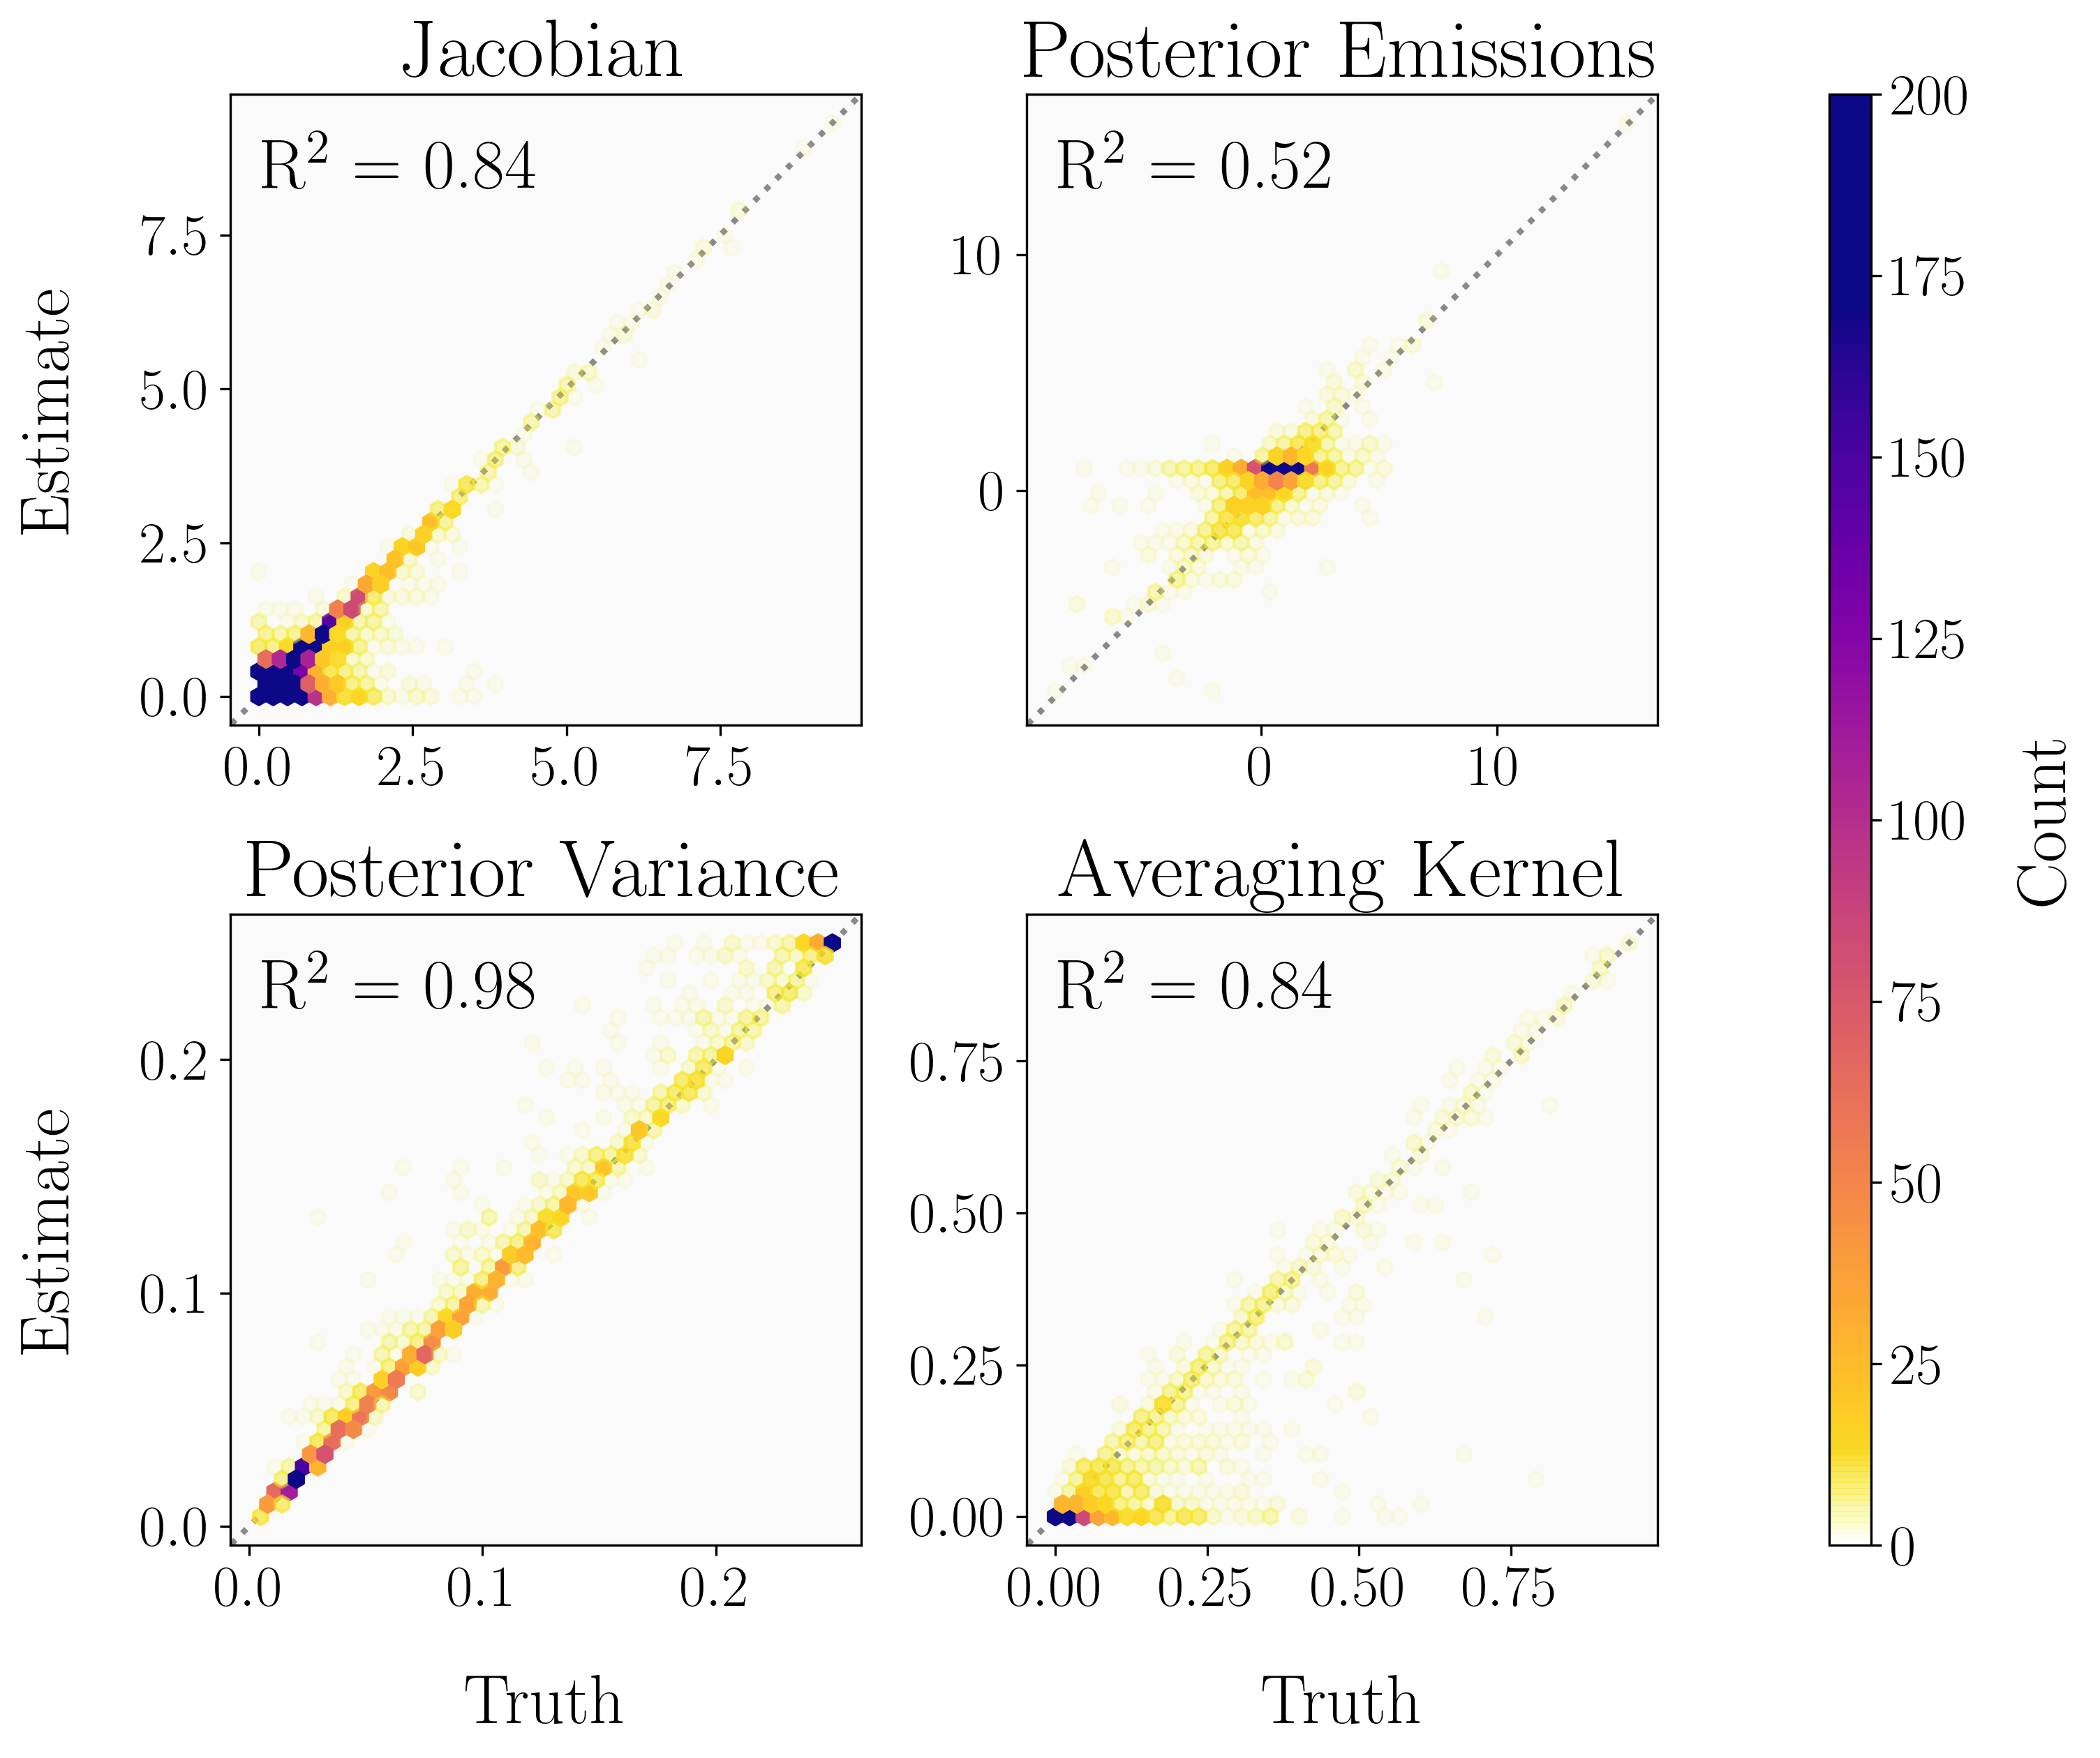 Jacobian
R² = 0.84
Estimate
7.5
5.0
2.5
0.0
0.0 2.5 5.0 7.5
Posterior Emissions
R² = 0.52
10
0
0 10
Posterior Variance
R² = 0.98
Estimate
0.2
0.1
0.0
0.0 0.1 0.2
Truth
Averaging Kernel
R² = 0.84
0.75
0.50
0.25
0.00
0.00 0.25 0.50 0.75
Truth
200
175
150
125
100
75
50
25
0
Count